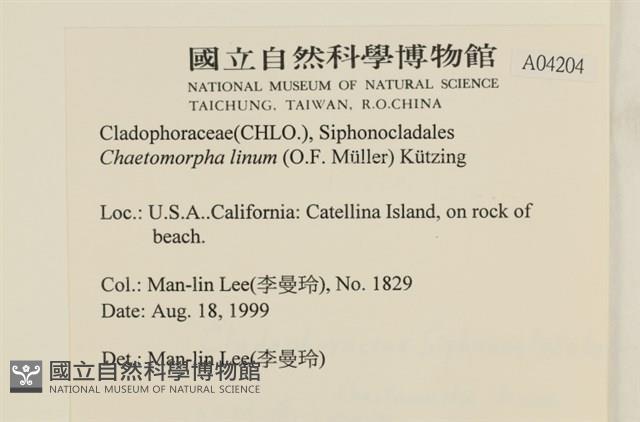 國立自然科學博物館
A04204
NATIONAL MUSEUM OF NATURAL SCIENCE
TAICHUNG, TAIWAN, R.O.CHINA
Cladophoraceae(CHLO.), Siphonocladales
Chaetomorpha linum (O.F. Müller) Kützing
Loc.: U.S.A..California: Catellina Island, on rock of
beach.
Col.: Man-lin Lee(李曼玲), No. 1829
Date: Aug. 18, 1999
Det.: Man-lin Lee(李曼玲)
國立自然科學博物館
NATIONAL MUSEUM OF NATURAL SCIENCE